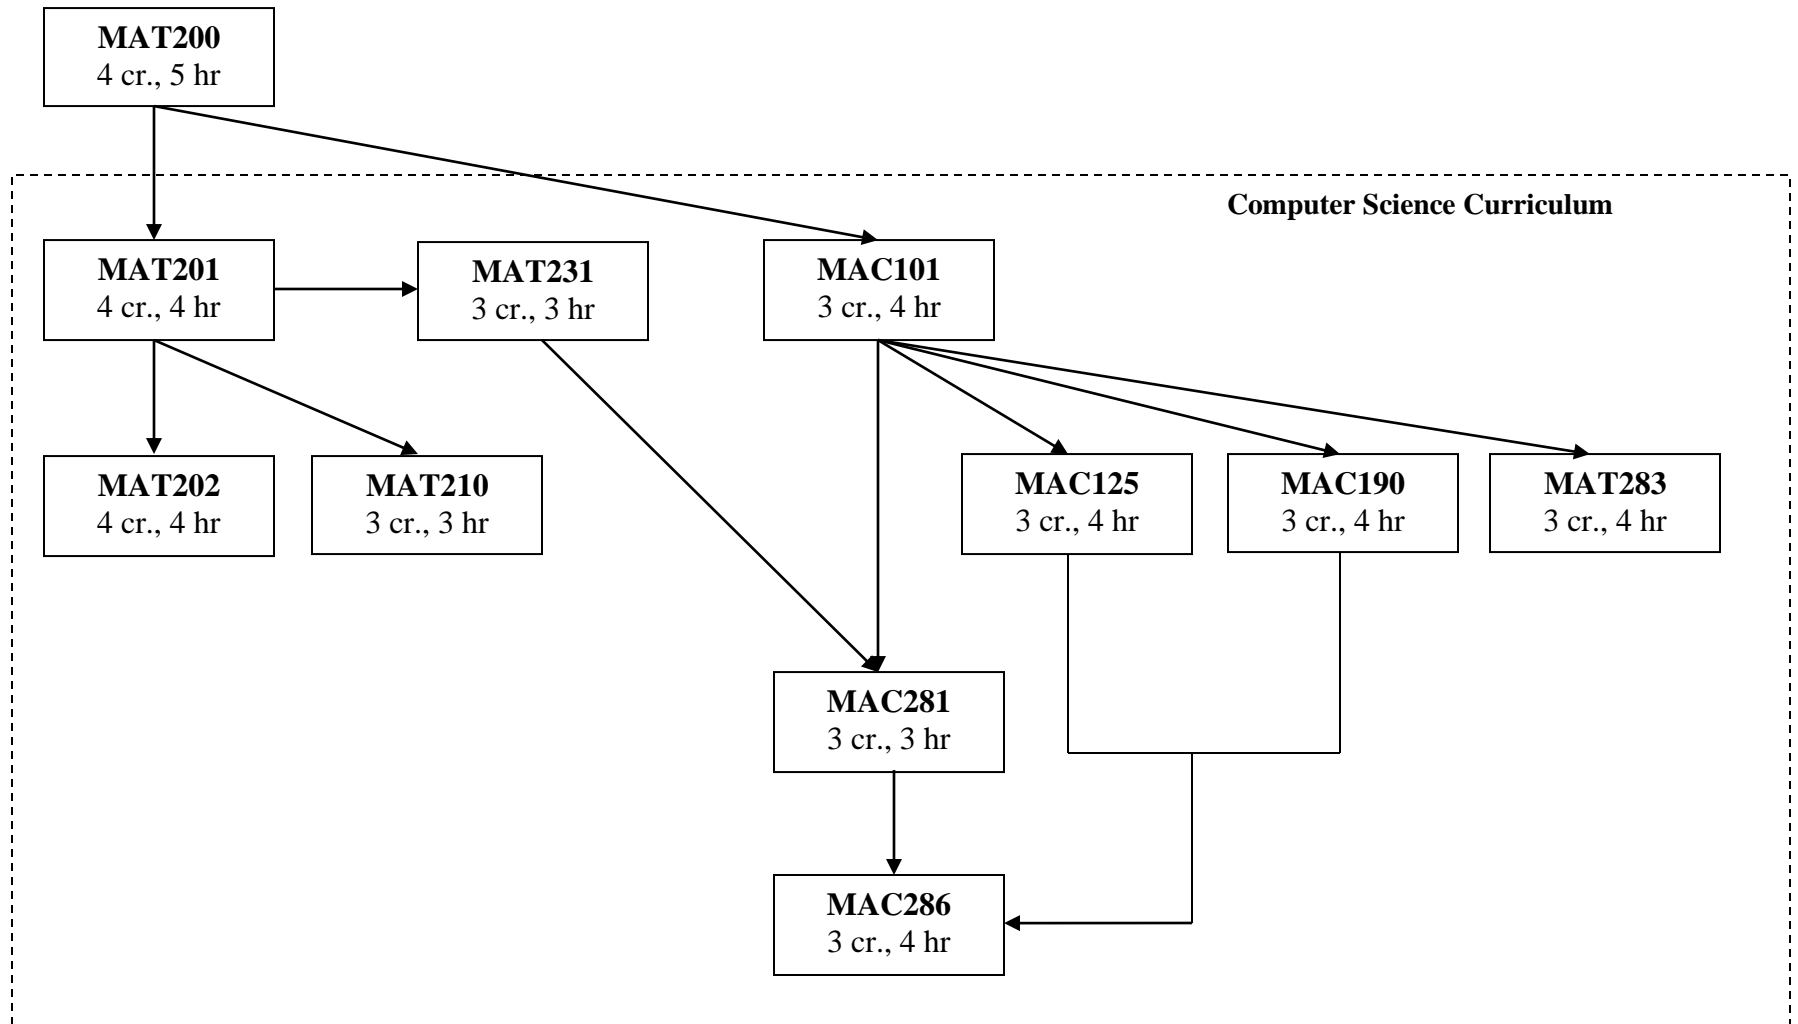 MAT200
4 cr., 5 hr
Computer Science Curriculum
MAT201
4 cr., 4 hr
MAT231
3 cr., 3 hr
MAC101
3 cr., 4 hr
MAT202
4 cr., 4 hr
MAT210
3 cr., 3 hr
MAC125
3 cr., 4 hr
MAC190
3 cr., 4 hr
MAT283
3 cr., 4 hr
MAC281
3 cr., 3 hr
MAC286
3 cr., 4 hr